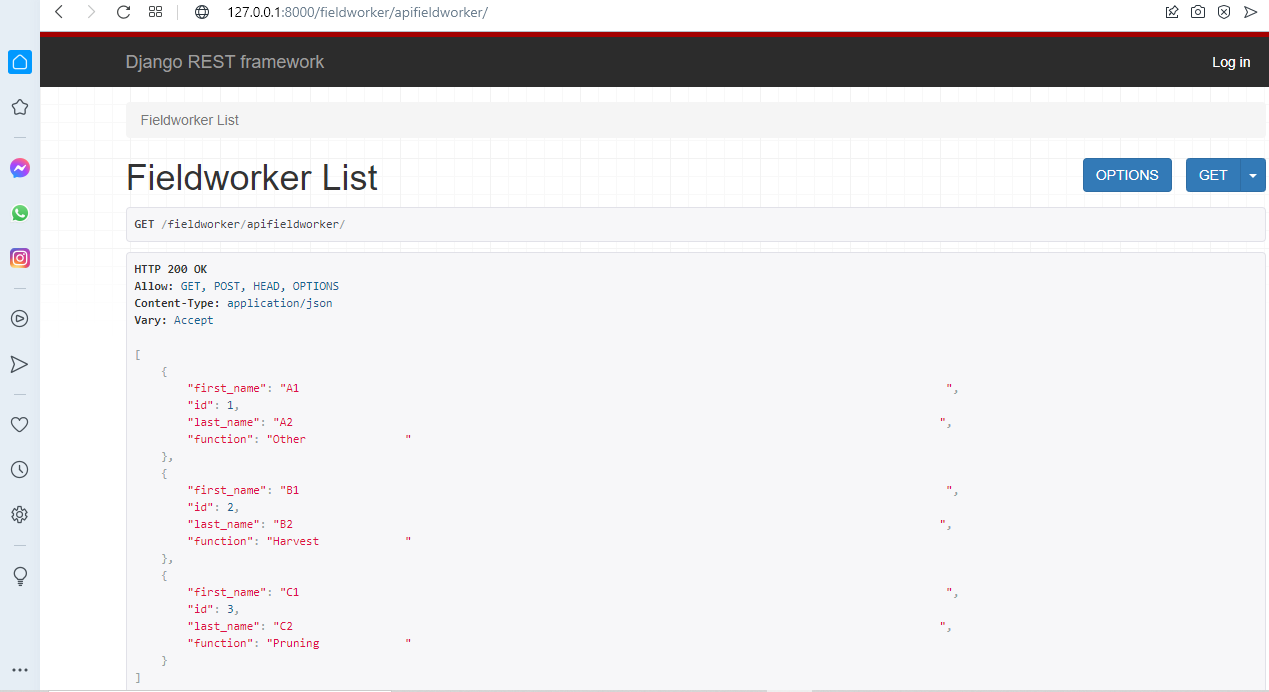 127.0.0.1:8000/fieldworker/apifieldworker/
Django REST framework
Log in
Fieldworker List
Fieldworker List
OPTIONS
GET
GET /fieldworker/apifieldworker/
HTTP 200 OK
Allow: GET, POST, HEAD, OPTIONS
Content-Type: application/json
Vary: Accept
[
    {
        "first_name": "A1                                                                                                  ",
        "id": 1,
        "last_name": "A2                                                                                                  ",
        "function": "Other               "
    },
    {
        "first_name": "B1                                                                                                  ",
        "id": 2,
        "last_name": "B2                                                                                                  ",
        "function": "Harvest             "
    },
    {
        "first_name": "C1                                                                                                  ",
        "id": 3,
        "last_name": "C2                                                                                                  ",
        "function": "Pruning             "
    }
]